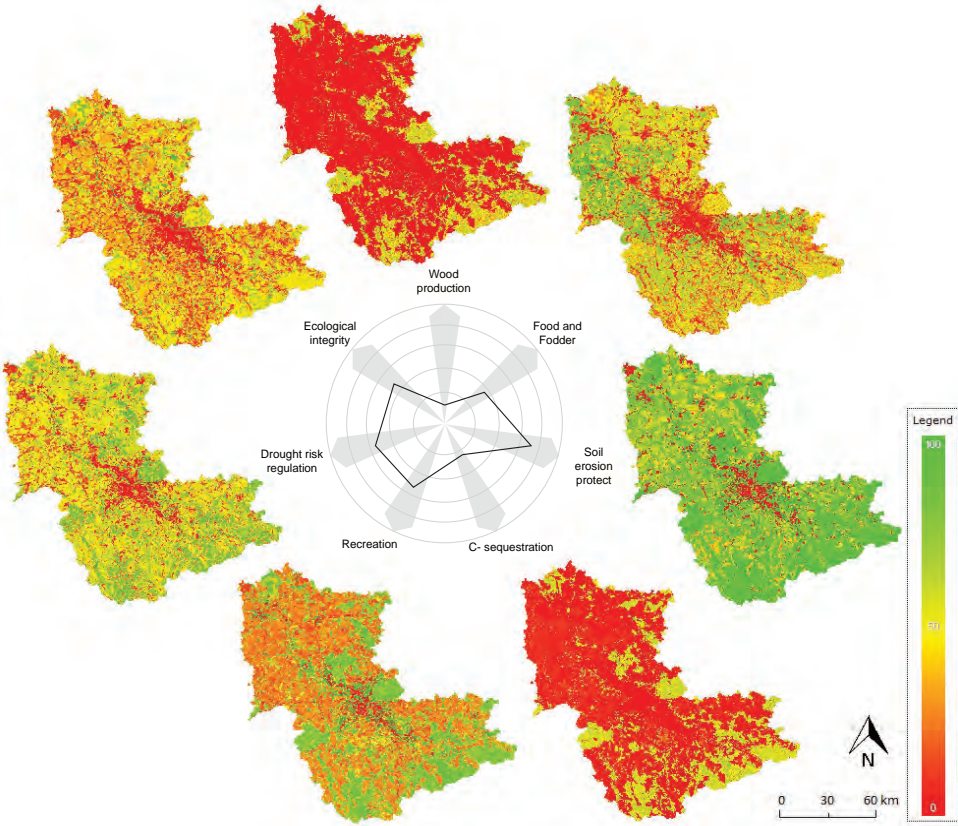 Wood
production
Ecological
integrity
Food and
Fodder
Drought risk
regulation
Soil
erosion
protect
Recreation
C- sequestration
Legend
100
50
0
N
0 30 60 km